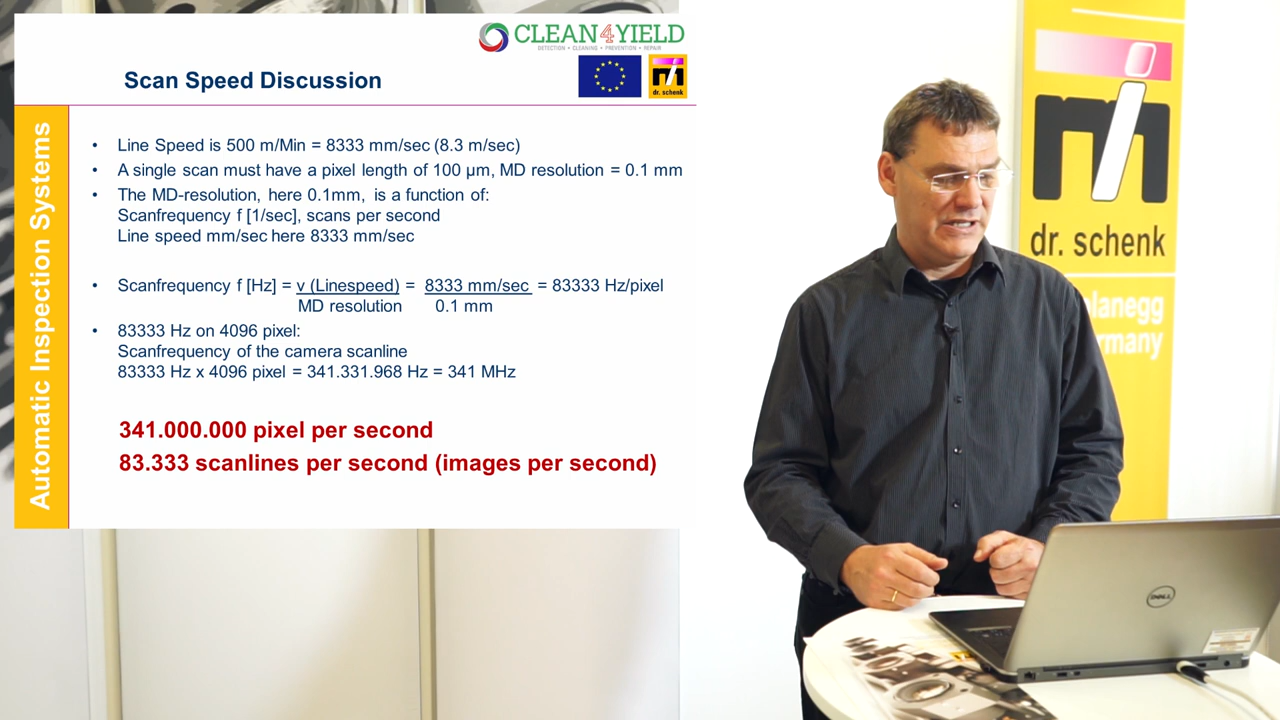 CLEAN4YIELD
DETECTION • CLEANING • PREVENTION • REPAIR
dr. schenk
Scan Speed Discussion
Automatic Inspection Systems
• Line Speed is 500 m/Min = 8333 mm/sec (8.3 m/sec)
• A single scan must have a pixel length of 100 µm, MD resolution = 0.1 mm
• The MD-resolution, here 0.1mm, is a function of:
Scanfrequency f [1/sec], scans per second
Line speed mm/sec here 8333 mm/sec
• Scanfrequency f [Hz] = v (Linespeed) = 8333 mm/sec = 83333 Hz/pixel
MD resolution 0.1 mm
• 83333 Hz on 4096 pixel:
Scanfrequency of the camera scanline
83333 Hz x 4096 pixel = 341.331.968 Hz = 341 MHz
341.000.000 pixel per second
83.333 scanlines per second (images per second)
dr. schenk
lanegg
rmany
DELL